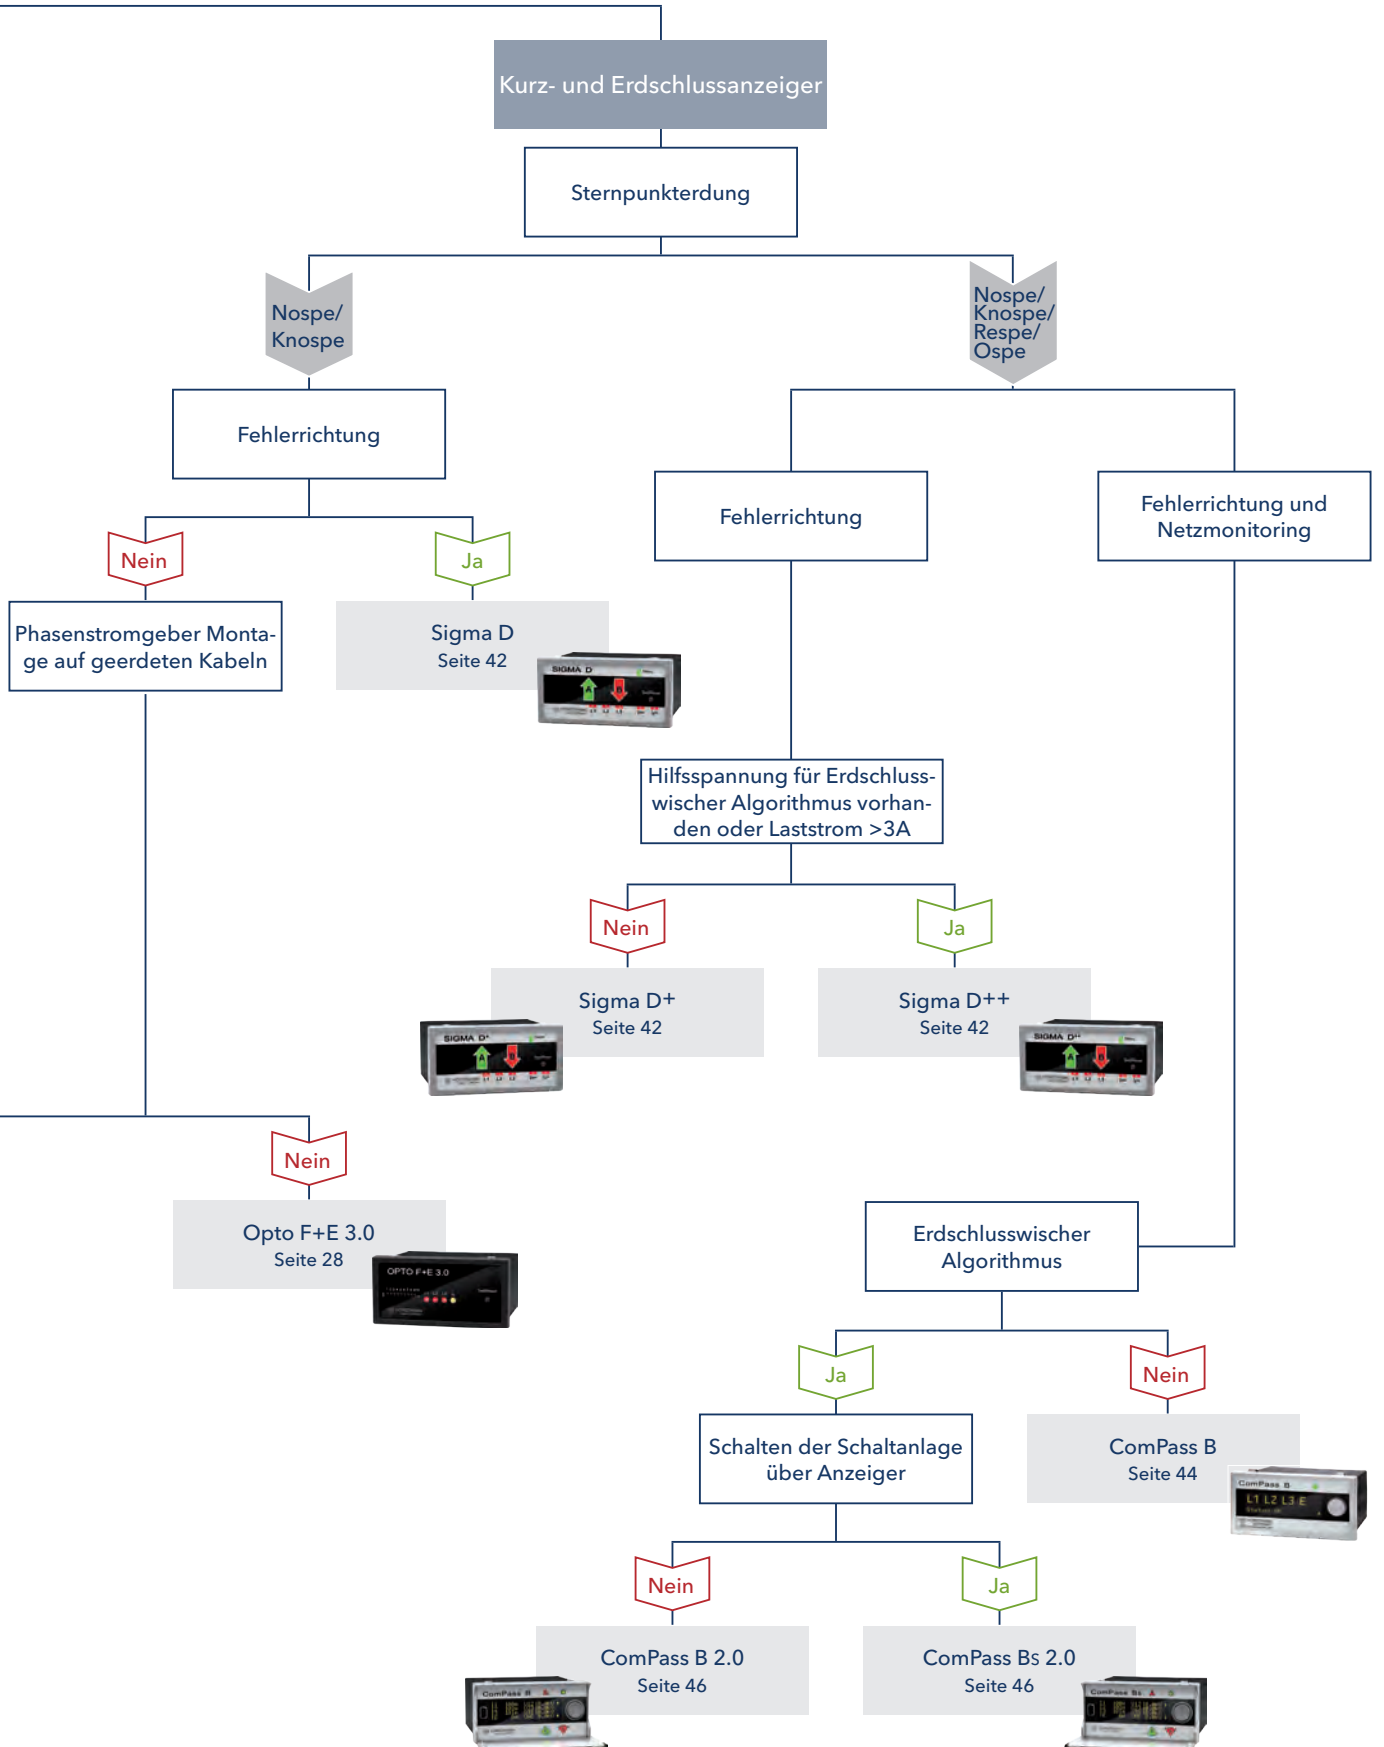 Kurz- und Erdschlussanzeiger
Sternpunkterdung
Nospe/
Knospe
Nospe/
Knospe/
Respe/
Ospe
Fehlerrichtung
Fehlerrichtung
Fehlerrichtung und
Netzmonitoring
Nein
Ja
Phasenstromgeber Monta-
ge auf geerdeten Kabeln
Sigma D
Seite 42
SIGMA D
A
B
Hilfsspannung für Erdschluss-
wischer Algorithmus vorhan-
den oder Laststrom >3A
Nein
Ja
Sigma D+
Seite 42
SIGMA D+
A
B
Sigma D++
Seite 42
SIGMA D++
A
B
Nein
Opto F+E 3.0
Seite 28
OPTO F+E 3.0
Erdschlusswischer
Algorithmus
Ja
Nein
Schalten der Schaltanlage
über Anzeiger
ComPass B
Seite 44
ComPass B
L1 L2 L3 E
Nein
Ja
ComPass B 2.0
Seite 46
ComPass B
ComPass Bs 2.0
Seite 46
ComPass Bs